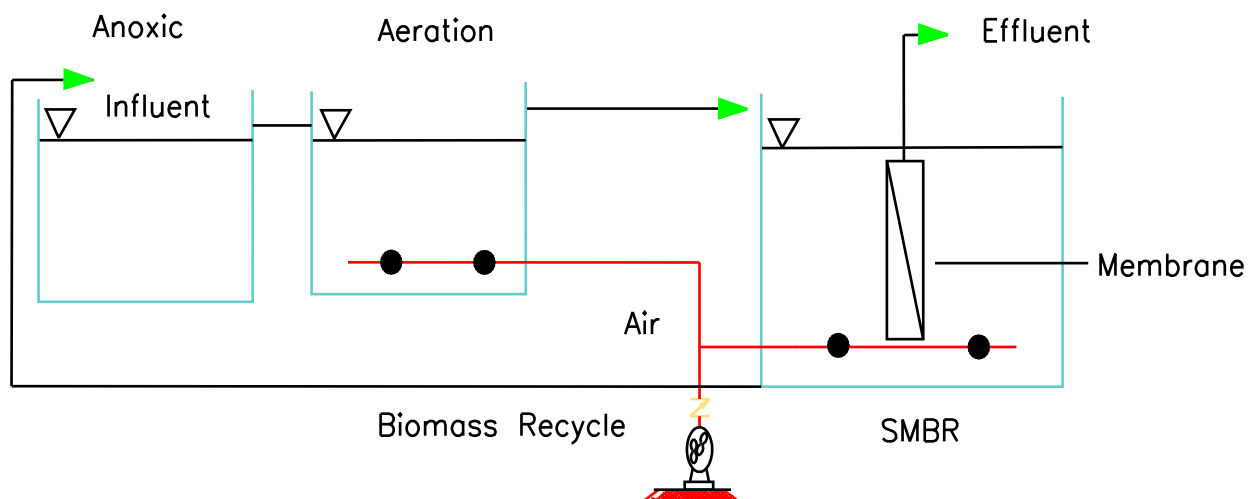 Anoxic
Aeration
Effluent
Influent
Membrane
Air
Biomass Recycle
SMBR